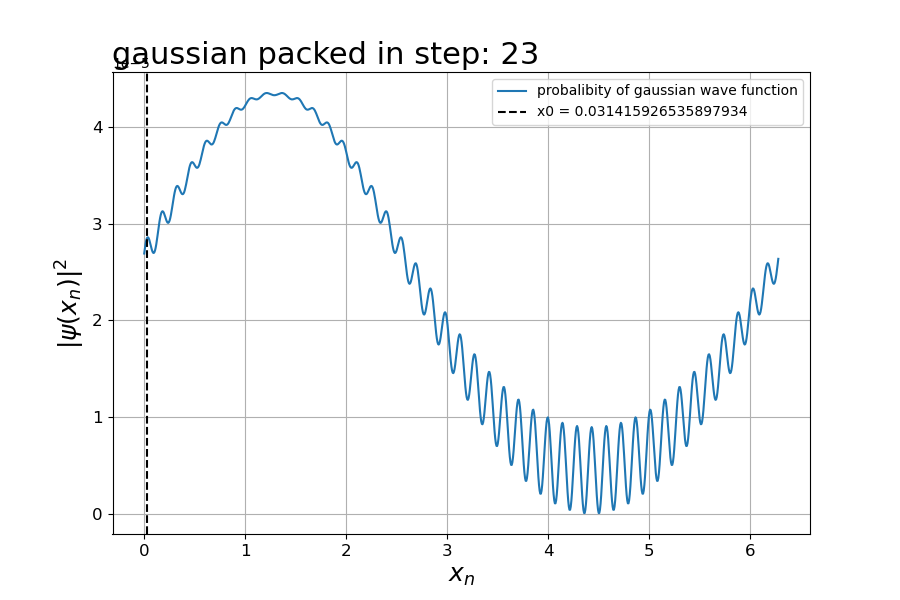 gaussian packed in step: 23
1e−5
probalibity of gaussian wave function
x0 = 0.031415926535897934
|ψ(xₙ)|²
4
3
2
1
0
0 1 2 3 4 5 6
xₙ